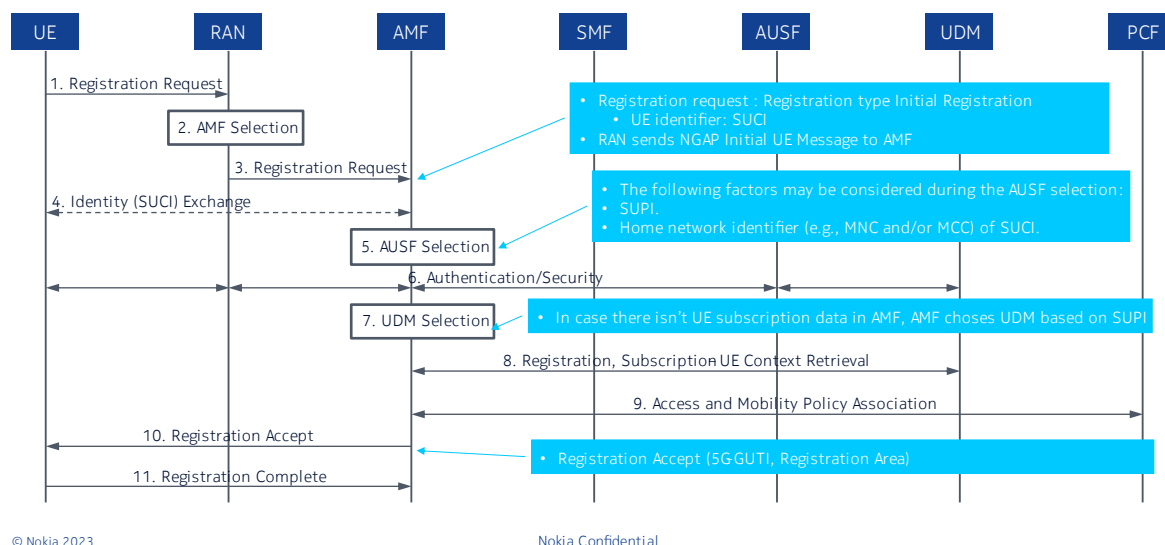 UE
RAN
AMF
SMF
AUSF
UDM
PCF
1. Registration Request
2. AMF Selection
• Registration request : Registration type Initial Registration
• UE identifier: SUCI
• RAN sends NGAP Initial UE Message to AMF
3. Registration Request
4. Identity (SUCI) Exchange
• The following factors may be considered during the AUSF selection:
• SUPI.
• Home network identifier (e.g., MNC and/or MCC) of SUCI.
5. AUSF Selection
6. Authentication/Security
7. UDM Selection
• In case there isn't UE subscription data in AMF, AMF choses UDM based on SUPI
8. Registration, Subscription-UE Context Retrieval
9. Access and Mobility Policy Association
10. Registration Accept
• Registration Accept (5GGUTI, Registration Area)
11. Registration Complete
© Nokia 2023
Nokia Confidential